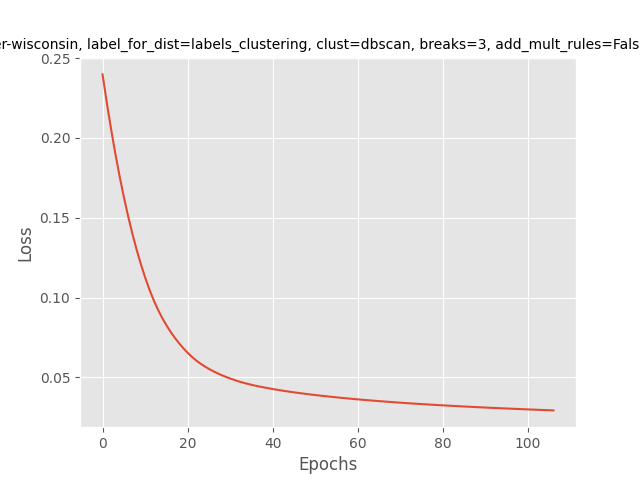 er-wisconsin, label_for_dist=labels_clustering, clust=dbscan, breaks=3, add_mult_rules=Fals
0.25
0.20
0.15
0.10
0.05
Loss
0 20 40 60 80 100
Epochs